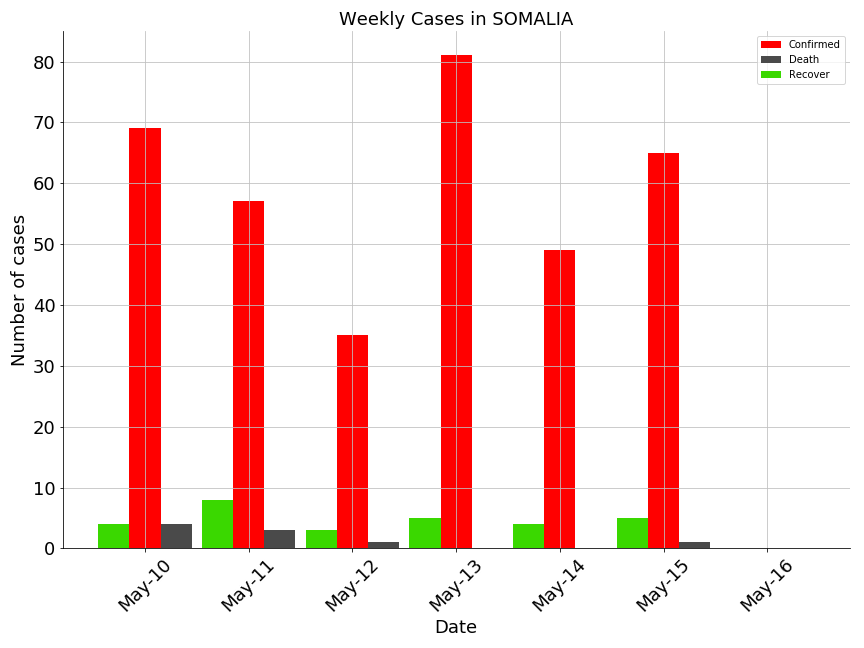 Weekly Cases in SOMALIA
Confirmed
Death
Recover
Number of cases
80
70
60
50
40
30
20
10
0
May-10
May-11
May-12
May-13
May-14
May-15
May-16
Date